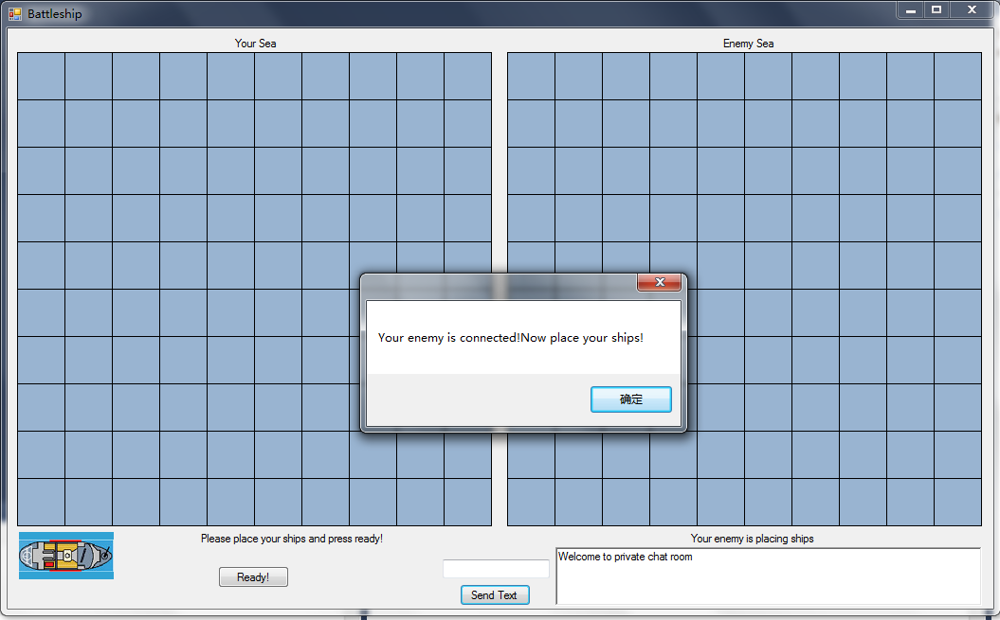 Battleship
Your Sea
Enemy Sea
Your enemy is connected!Now place your ships!
确定
Please place your ships and press ready!
Your enemy is placing ships
Welcome to private chat room
Ready!
Send Text